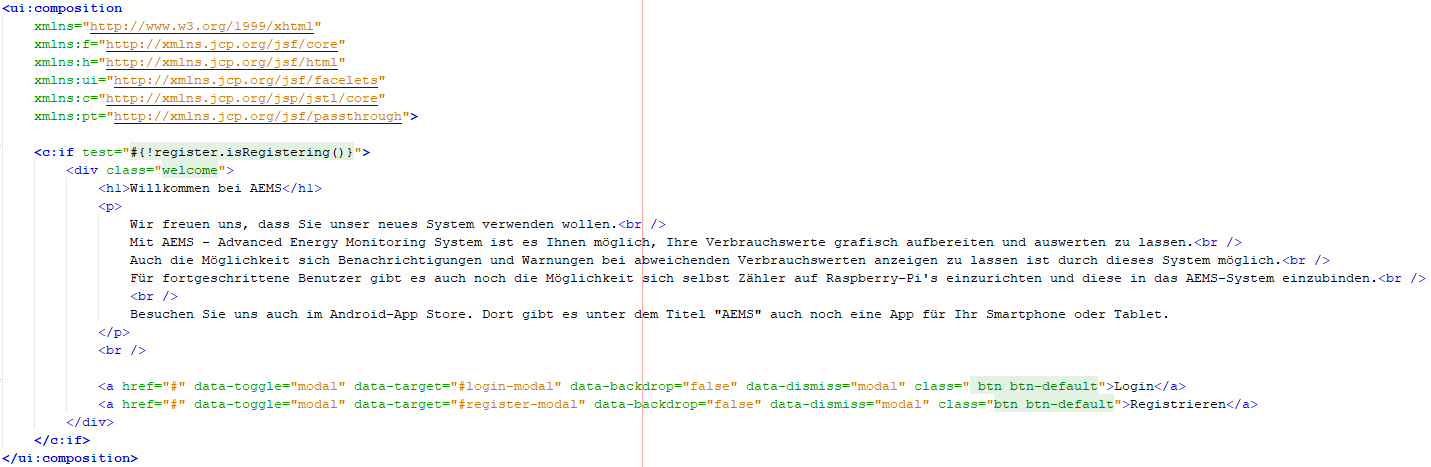 <ui:composition
xmlns="http://www.w3.org/1999/xhtml"
xmlns:f="http://xmlns.jcp.org/jsf/core"
xmlns:h="http://xmlns.jcp.org/jsf/html"
xmlns:ui="http://xmlns.jcp.org/jsf/facelets"
xmlns:c="http://xmlns.jcp.org/jsp/jstl/core"
xmlns:pt="http://xmlns.jcp.org/jsf/passthrough">
<c:if test="#{!register.isRegistering()}">
<div class="welcome">
<h1>Willkommen bei AEMS</h1>
<p>
Wir freuen uns, dass Sie unser neues System verwenden wollen.<br />
Mit AEMS - Advanced Energy Monitoring System ist es Ihnen möglich, Ihre Verbrauchswerte grafisch aufbereiten und auswerten zu lassen.<br />
Auch die Möglichkeit sich Benachrichtigungen und Warnungen bei abweichenden Verbrauchswerten anzeigen zu lassen ist durch dieses System möglich.<br />
Für fortgeschrittene Benutzer gibt es auch noch die Möglichkeit sich selbst Zähler auf Raspberry-Pi's einzurichten und diese in das AEMS-System einzubinden.<br />
<br />
Besuchen Sie uns auch im Android-App Store. Dort gibt es unter dem Titel "AEMS" auch noch eine App für Ihr Smartphone oder Tablet.
</p>
<br />
<a href="#" data-toggle="modal" data-target="#login-modal" data-backdrop="false" data-dismiss="modal" class=" btn btn-default">Login</a>
<a href="#" data-toggle="modal" data-target="#register-modal" data-backdrop="false" data-dismiss="modal" class="btn btn-default">Registrieren</a>
</div>
</c:if>
</ui:composition>